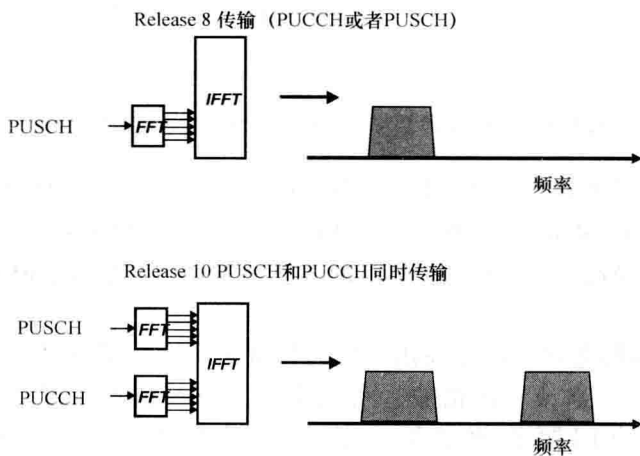 Release 8 传输（PUCCH或者PUSCH）
IFFT
PUSCH
FFT
频率
Release 10 PUSCH和PUCCH同时传输
PUSCH
FFT
IFFT
PUCCH
FFT
频率